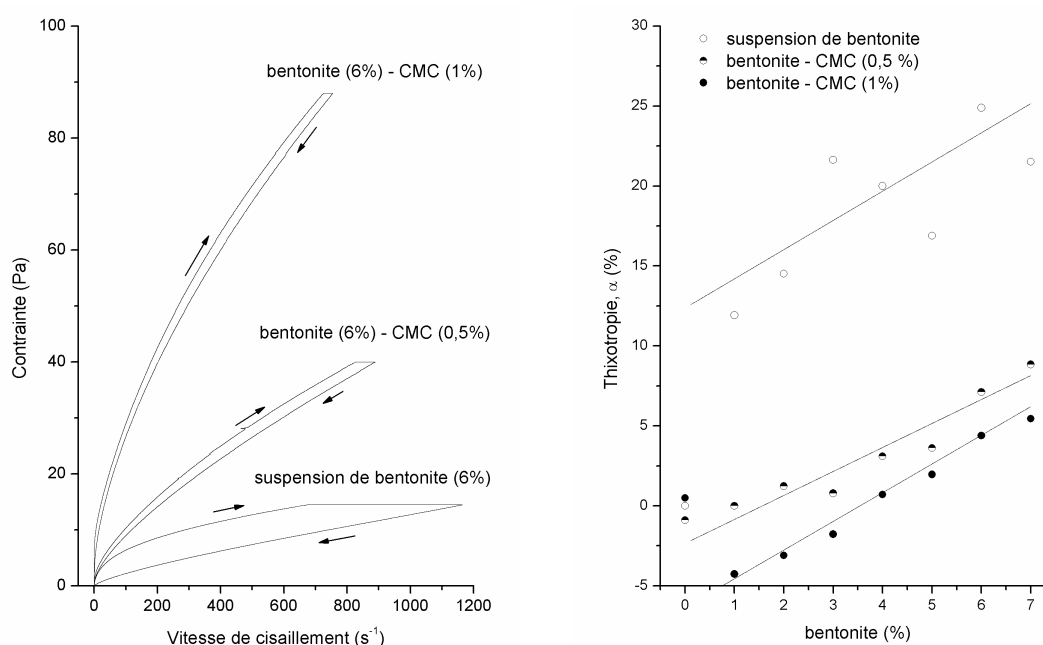 100
80
60
40
20
0
Contrainte (Pa)
bentonite (6%) - CMC (1%)
bentonite (6%) - CMC (0,5%)
suspension de bentonite (6%)
0 200 400 600 800 1000 1200
Vitesse de cisaillement (s⁻¹)
30
25
20
15
10
5
0
-5
Thixotropie, α (%)
suspension de bentonite
bentonite - CMC (0,5 %)
bentonite - CMC (1%)
0 1 2 3 4 5 6 7
bentonite (%)